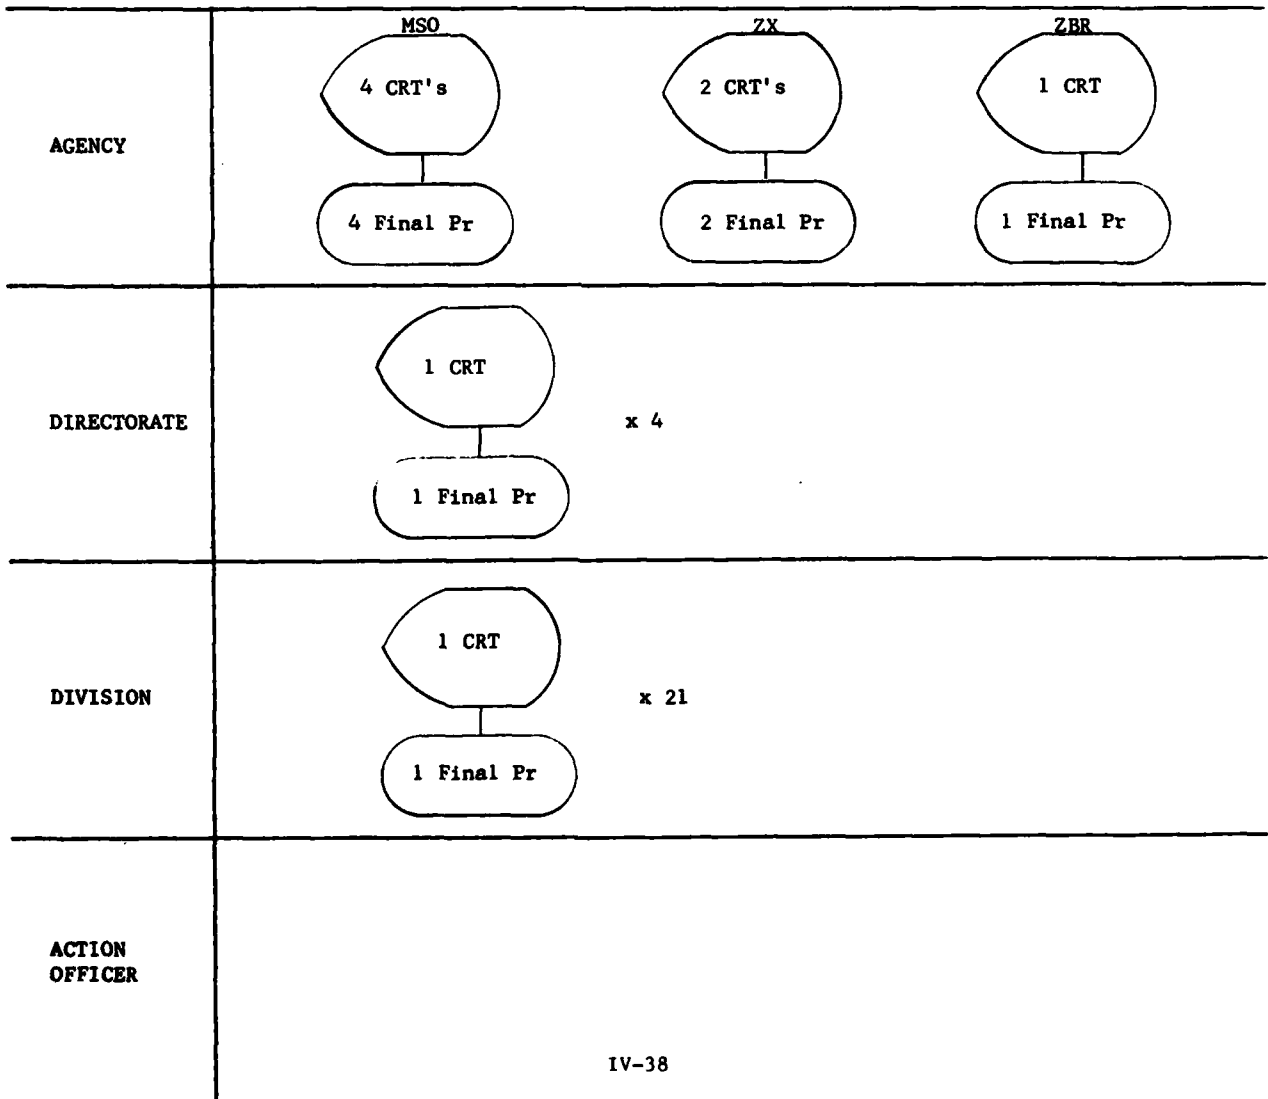 MSO ZX ZBR
4 CRT's 2 CRT's 1 CRT
AGENCY
4 Final Pr 2 Final Pr 1 Final Pr
1 CRT
DIRECTORATE x 4
1 Final Pr
1 CRT
DIVISION x 21
1 Final Pr
ACTION
OFFICER
IV-38